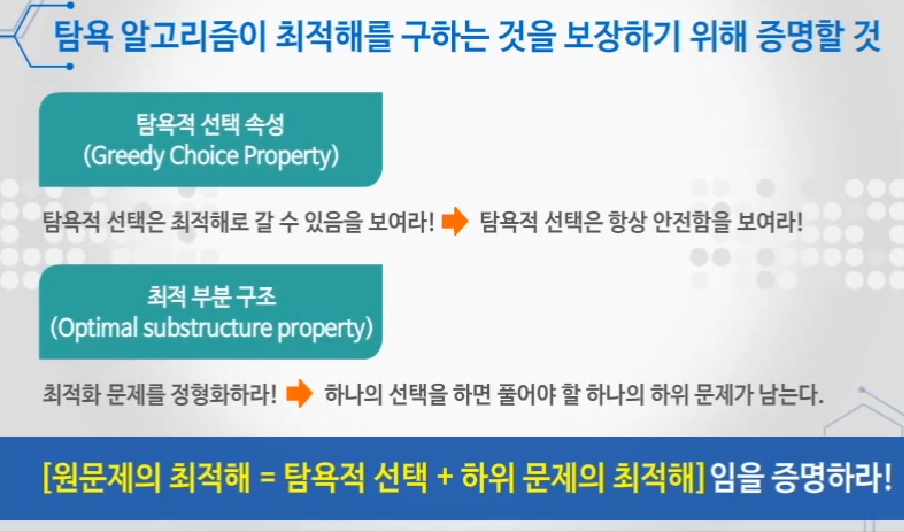 탐욕 알고리즘이 최적해를 구하는 것을 보장하기 위해 증명할 것
탐욕적 선택 속성
(Greedy Choice Property)
탐욕적 선택은 최적해로 갈 수 있음을 보여라! 탐욕적 선택은 항상 안전함을 보여라!
최적 부분 구조
(Optimal substructure property)
최적화 문제를 정형화하라! 하나의 선택을 하면 풀어야 할 하나의 하위 문제가 남는다.
[원문제의 최적해 = 탐욕적 선택 + 하위 문제의 최적해] 임을 증명하라!